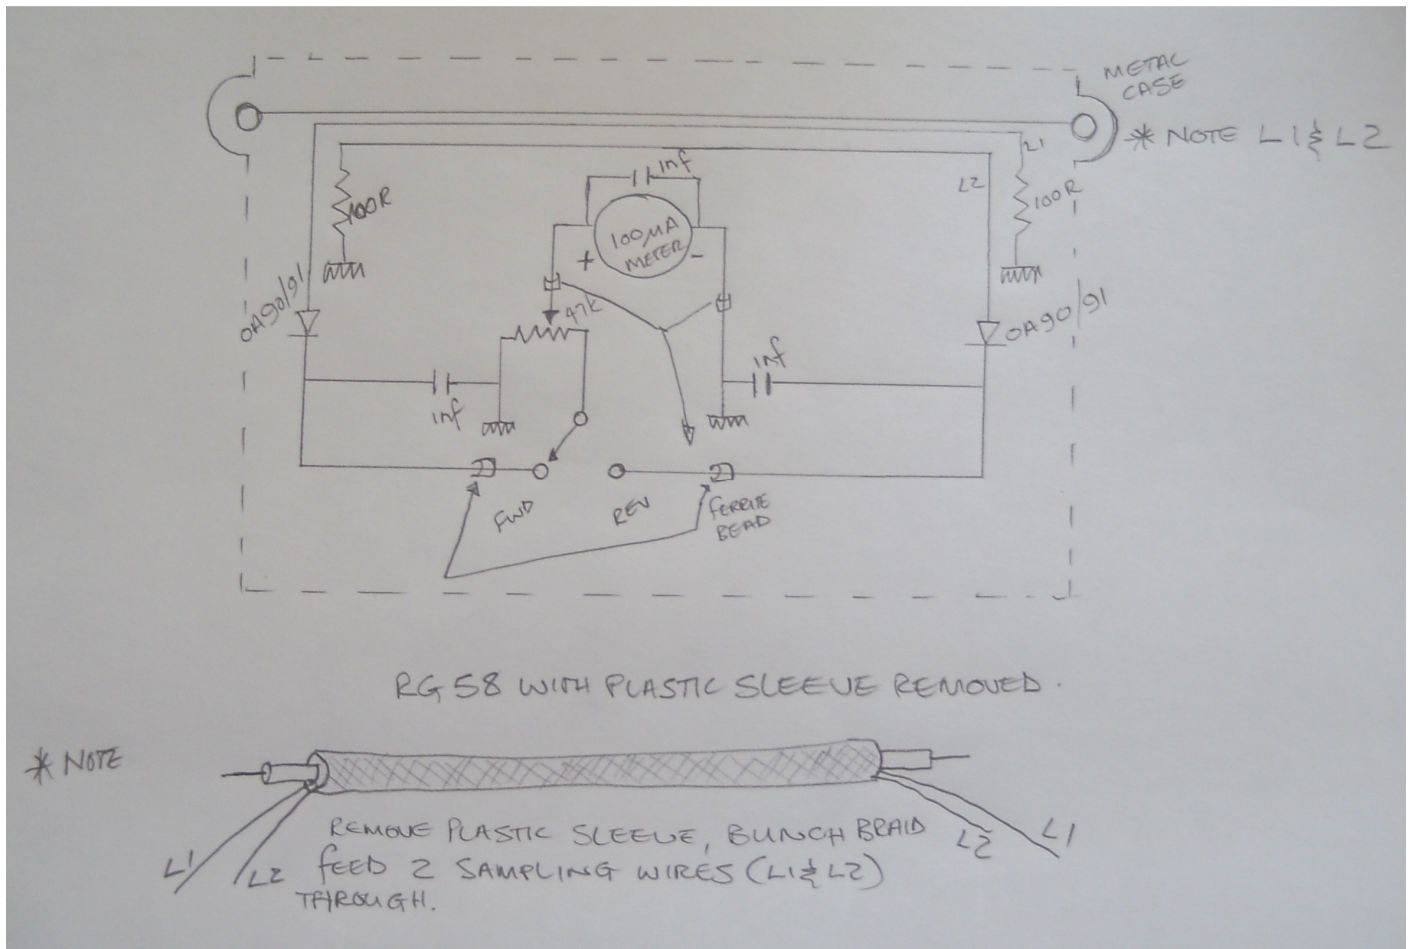 METAL
CASE
* NOTE L1 & L2
1nf
L1
L2
100R
100R
100µA
METER
+
-
OA90/91
47K
OA90/91
1nf
1nf
FWD
REV
FERRITE
BEAD
RG58 WITH PLASTIC SLEEVE REMOVED.
* NOTE
REMOVE PLASTIC SLEEVE, BUNCH BRAID
FEED 2 SAMPLING WIRES (L1 & L2)
THROUGH.
L1
L2
L2
L1